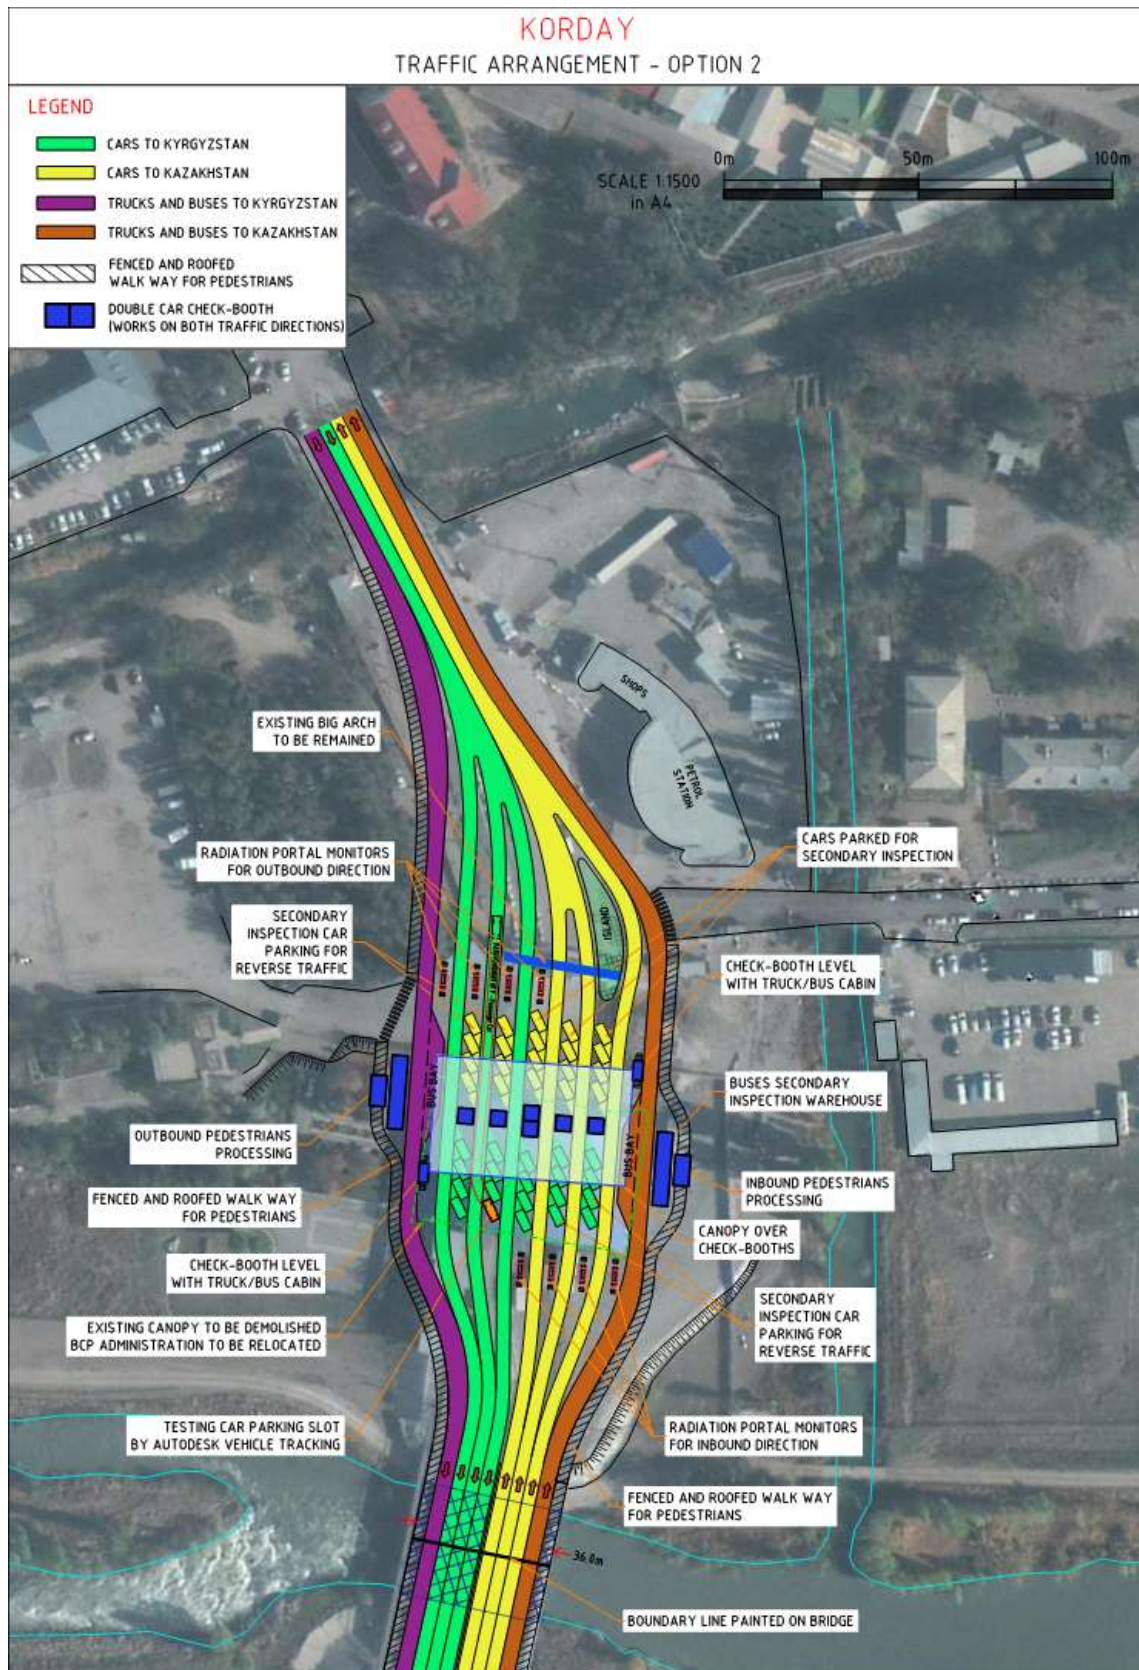 KORDAY
TRAFFIC ARRANGEMENT - OPTION 2
LEGEND
CARS TO KYRGYZSTAN
CARS TO KAZAKHSTAN
TRUCKS AND BUSES TO KYRGYZSTAN
TRUCKS AND BUSES TO KAZAKHSTAN
FENCED AND ROOFED
WALK WAY FOR PEDESTRIANS
DOUBLE CAR CHECK-BOOTH
(WORKS ON BOTH TRAFFIC DIRECTIONS)
0m
50m
100m
SCALE 1:1500
in A4
SHOPS
PETROL
STATION
EXISTING BIG ARCH
TO BE REMAINED
RADIATION PORTAL MONITORS
FOR OUTBOUND DIRECTION
CARS PARKED FOR
SECONDARY INSPECTION
SECONDARY
INSPECTION CAR
PARKING FOR
REVERSE TRAFFIC
ISLAND
CHECK-BOOTH LEVEL
WITH TRUCK/BUS CABIN
BUS BAY
BUSES SECONDARY
INSPECTION WAREHOUSE
OUTBOUND PEDESTRIANS
PROCESSING
BUS BAY
INBOUND PEDESTRIANS
PROCESSING
FENCED AND ROOFED WALK WAY
FOR PEDESTRIANS
CANOPY OVER
CHECK-BOOTHS
CHECK-BOOTH LEVEL
WITH TRUCK/BUS CABIN
SECONDARY
INSPECTION CAR
PARKING FOR
REVERSE TRAFFIC
EXISTING CANOPY TO BE DEMOLISHED
BCP ADMINISTRATION TO BE RELOCATED
TESTING CAR PARKING SLOT
BY AUTODESK VEHICLE TRACKING
RADIATION PORTAL MONITORS
FOR INBOUND DIRECTION
FENCED AND ROOFED WALK WAY
FOR PEDESTRIANS
36.0m
BOUNDARY LINE PAINTED ON BRIDGE